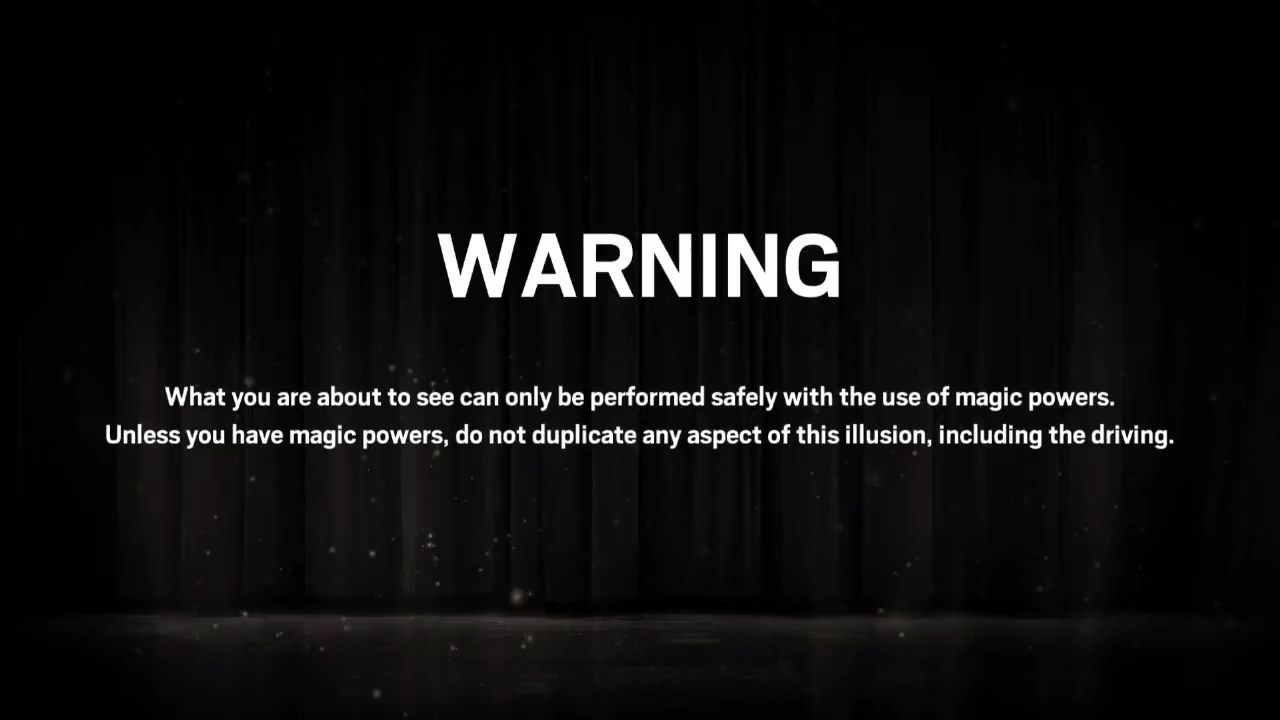 WARNING
What you are about to see can only be performed safely with the use of magic powers.
Unless you have magic powers, do not duplicate any aspect of this illusion, including the driving.